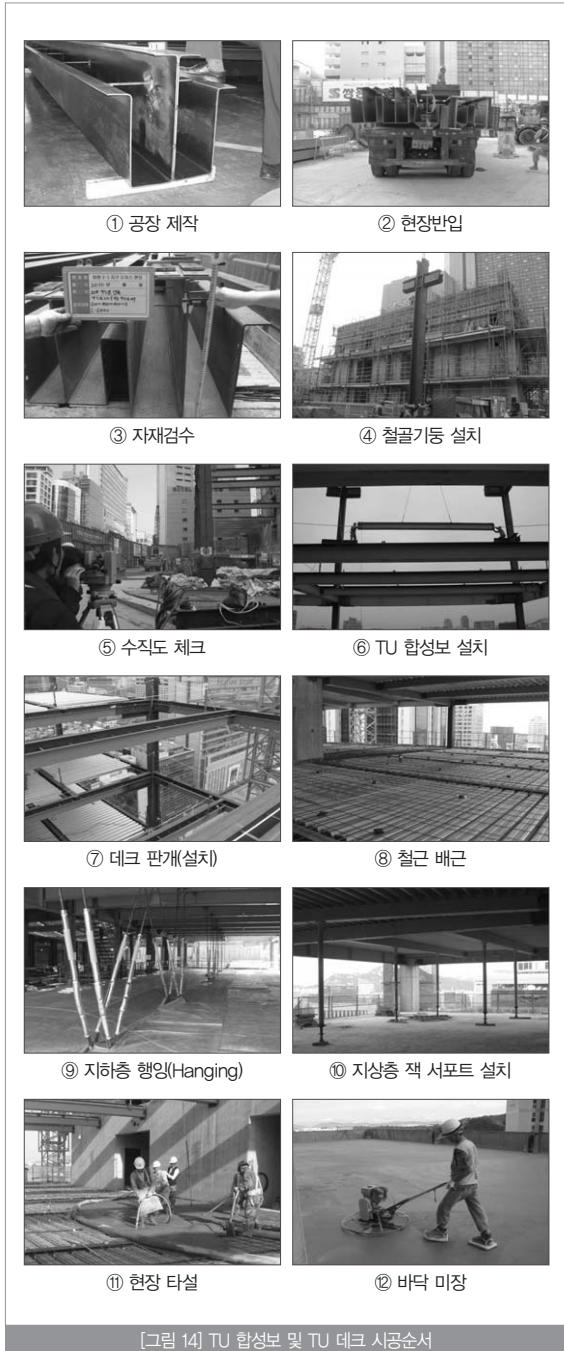 ① 공장 제작
② 현장반입
③ 자재검수
④ 철골기둥 설치
⑤ 수직도 체크
⑥ TU 합성보 설치
⑦ 데크 판개(설치)
⑧ 철근 배근
⑨ 지하층 행잉(Hanging)
⑩ 지상층 잭 서포트 설치
⑪ 현장 타설
⑫ 바닥 미장
[그림 14] TU 합성보 및 TU 데크 시공순서